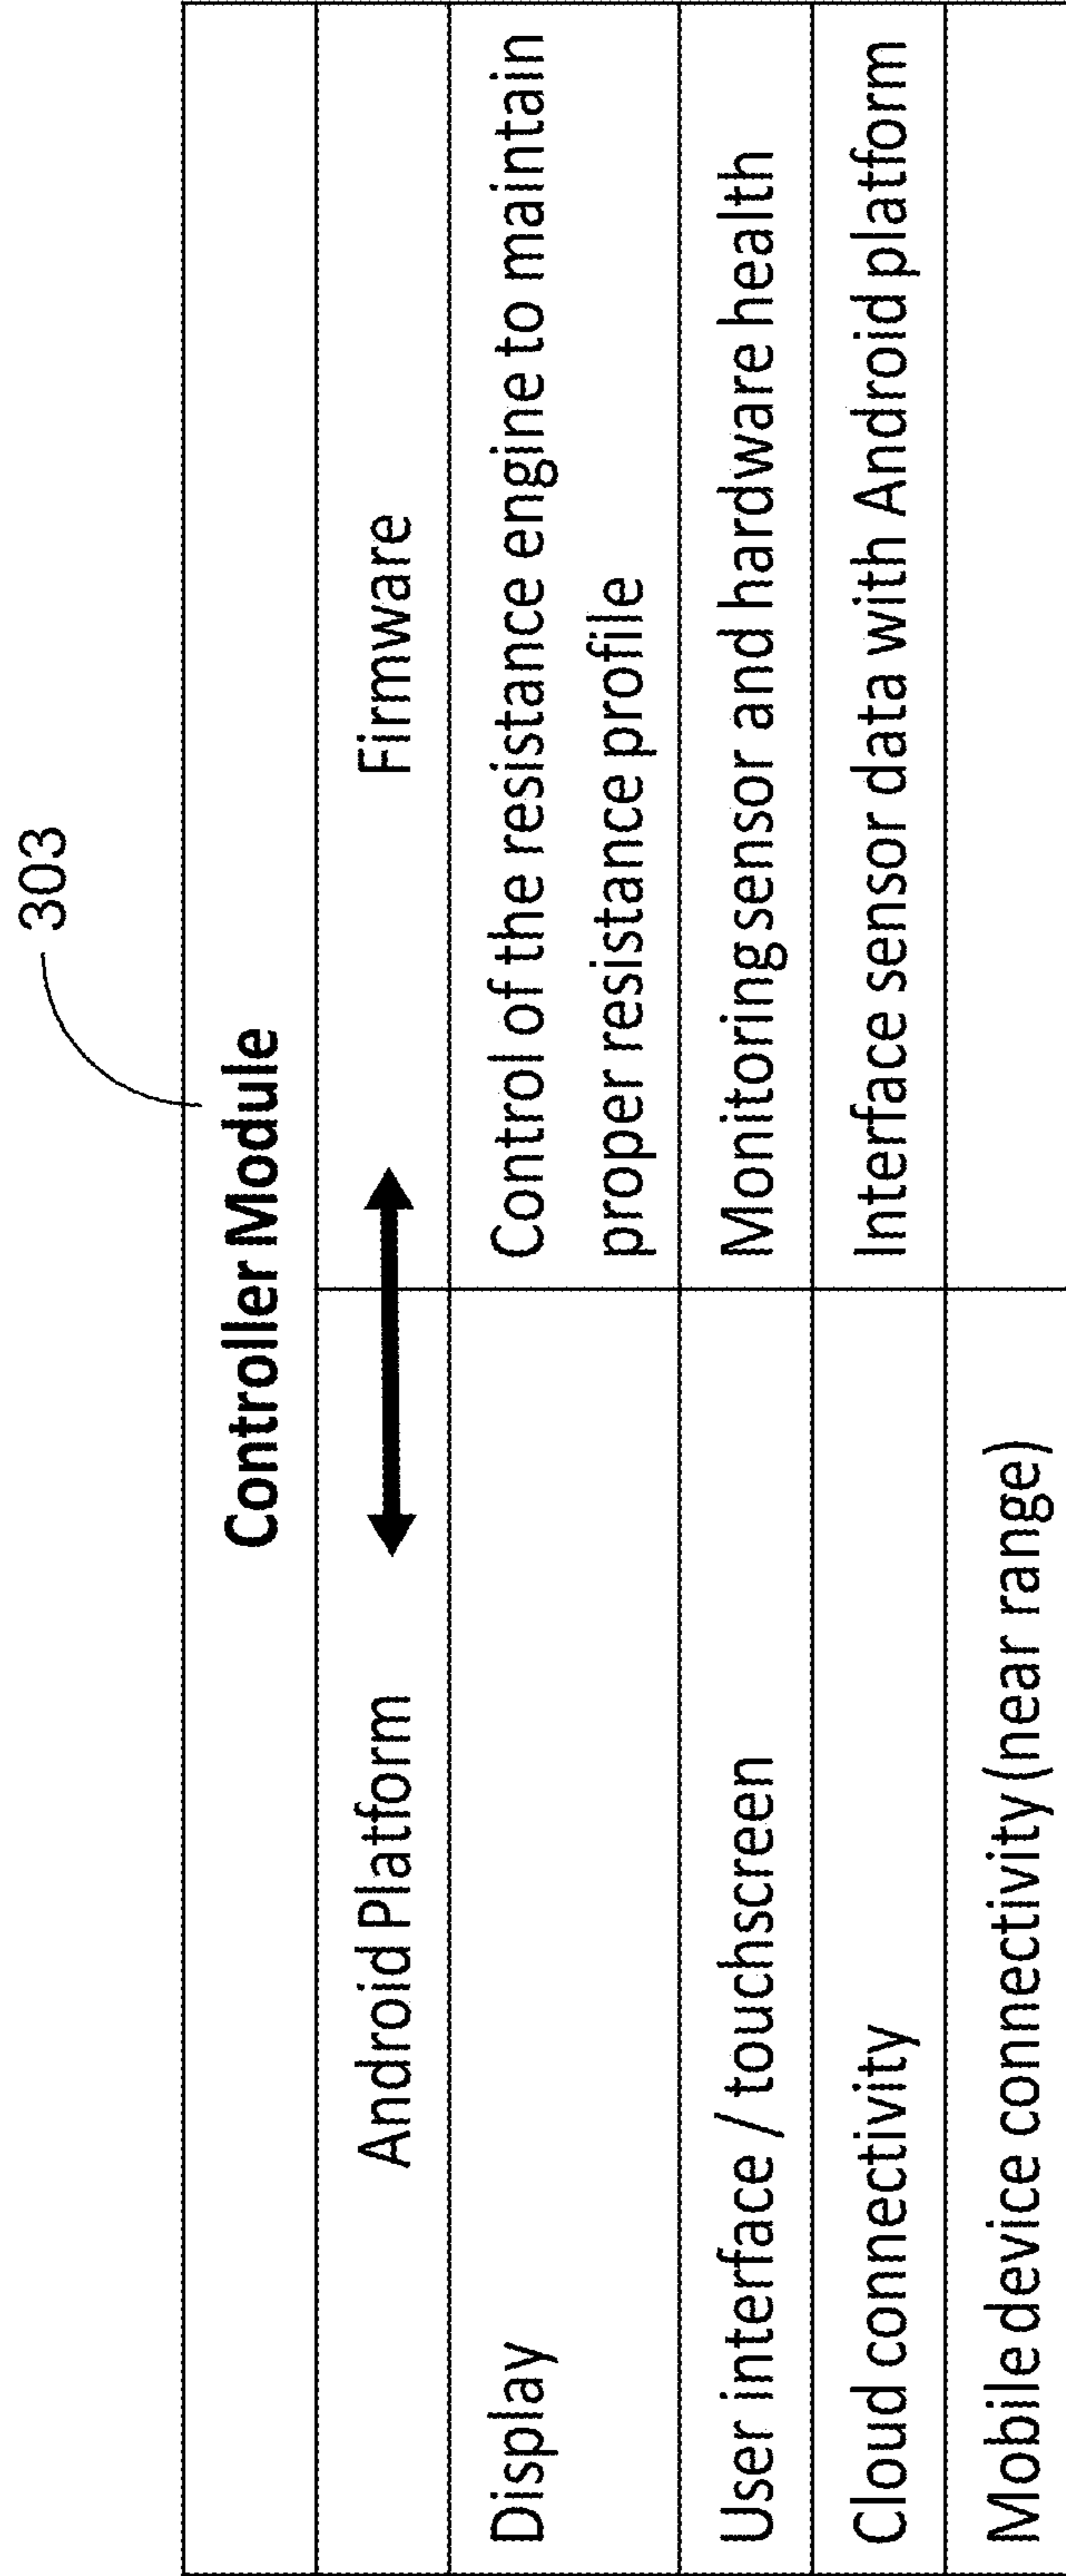 303
Controller Module
Android Platform
Firmware
Display
Control of the resistance engine to maintain
proper resistance profile
User interface / touchscreen
Monitoring sensor and hardware health
Cloud connectivity
Interface sensor data with Android platform
Mobile device connectivity (near range)